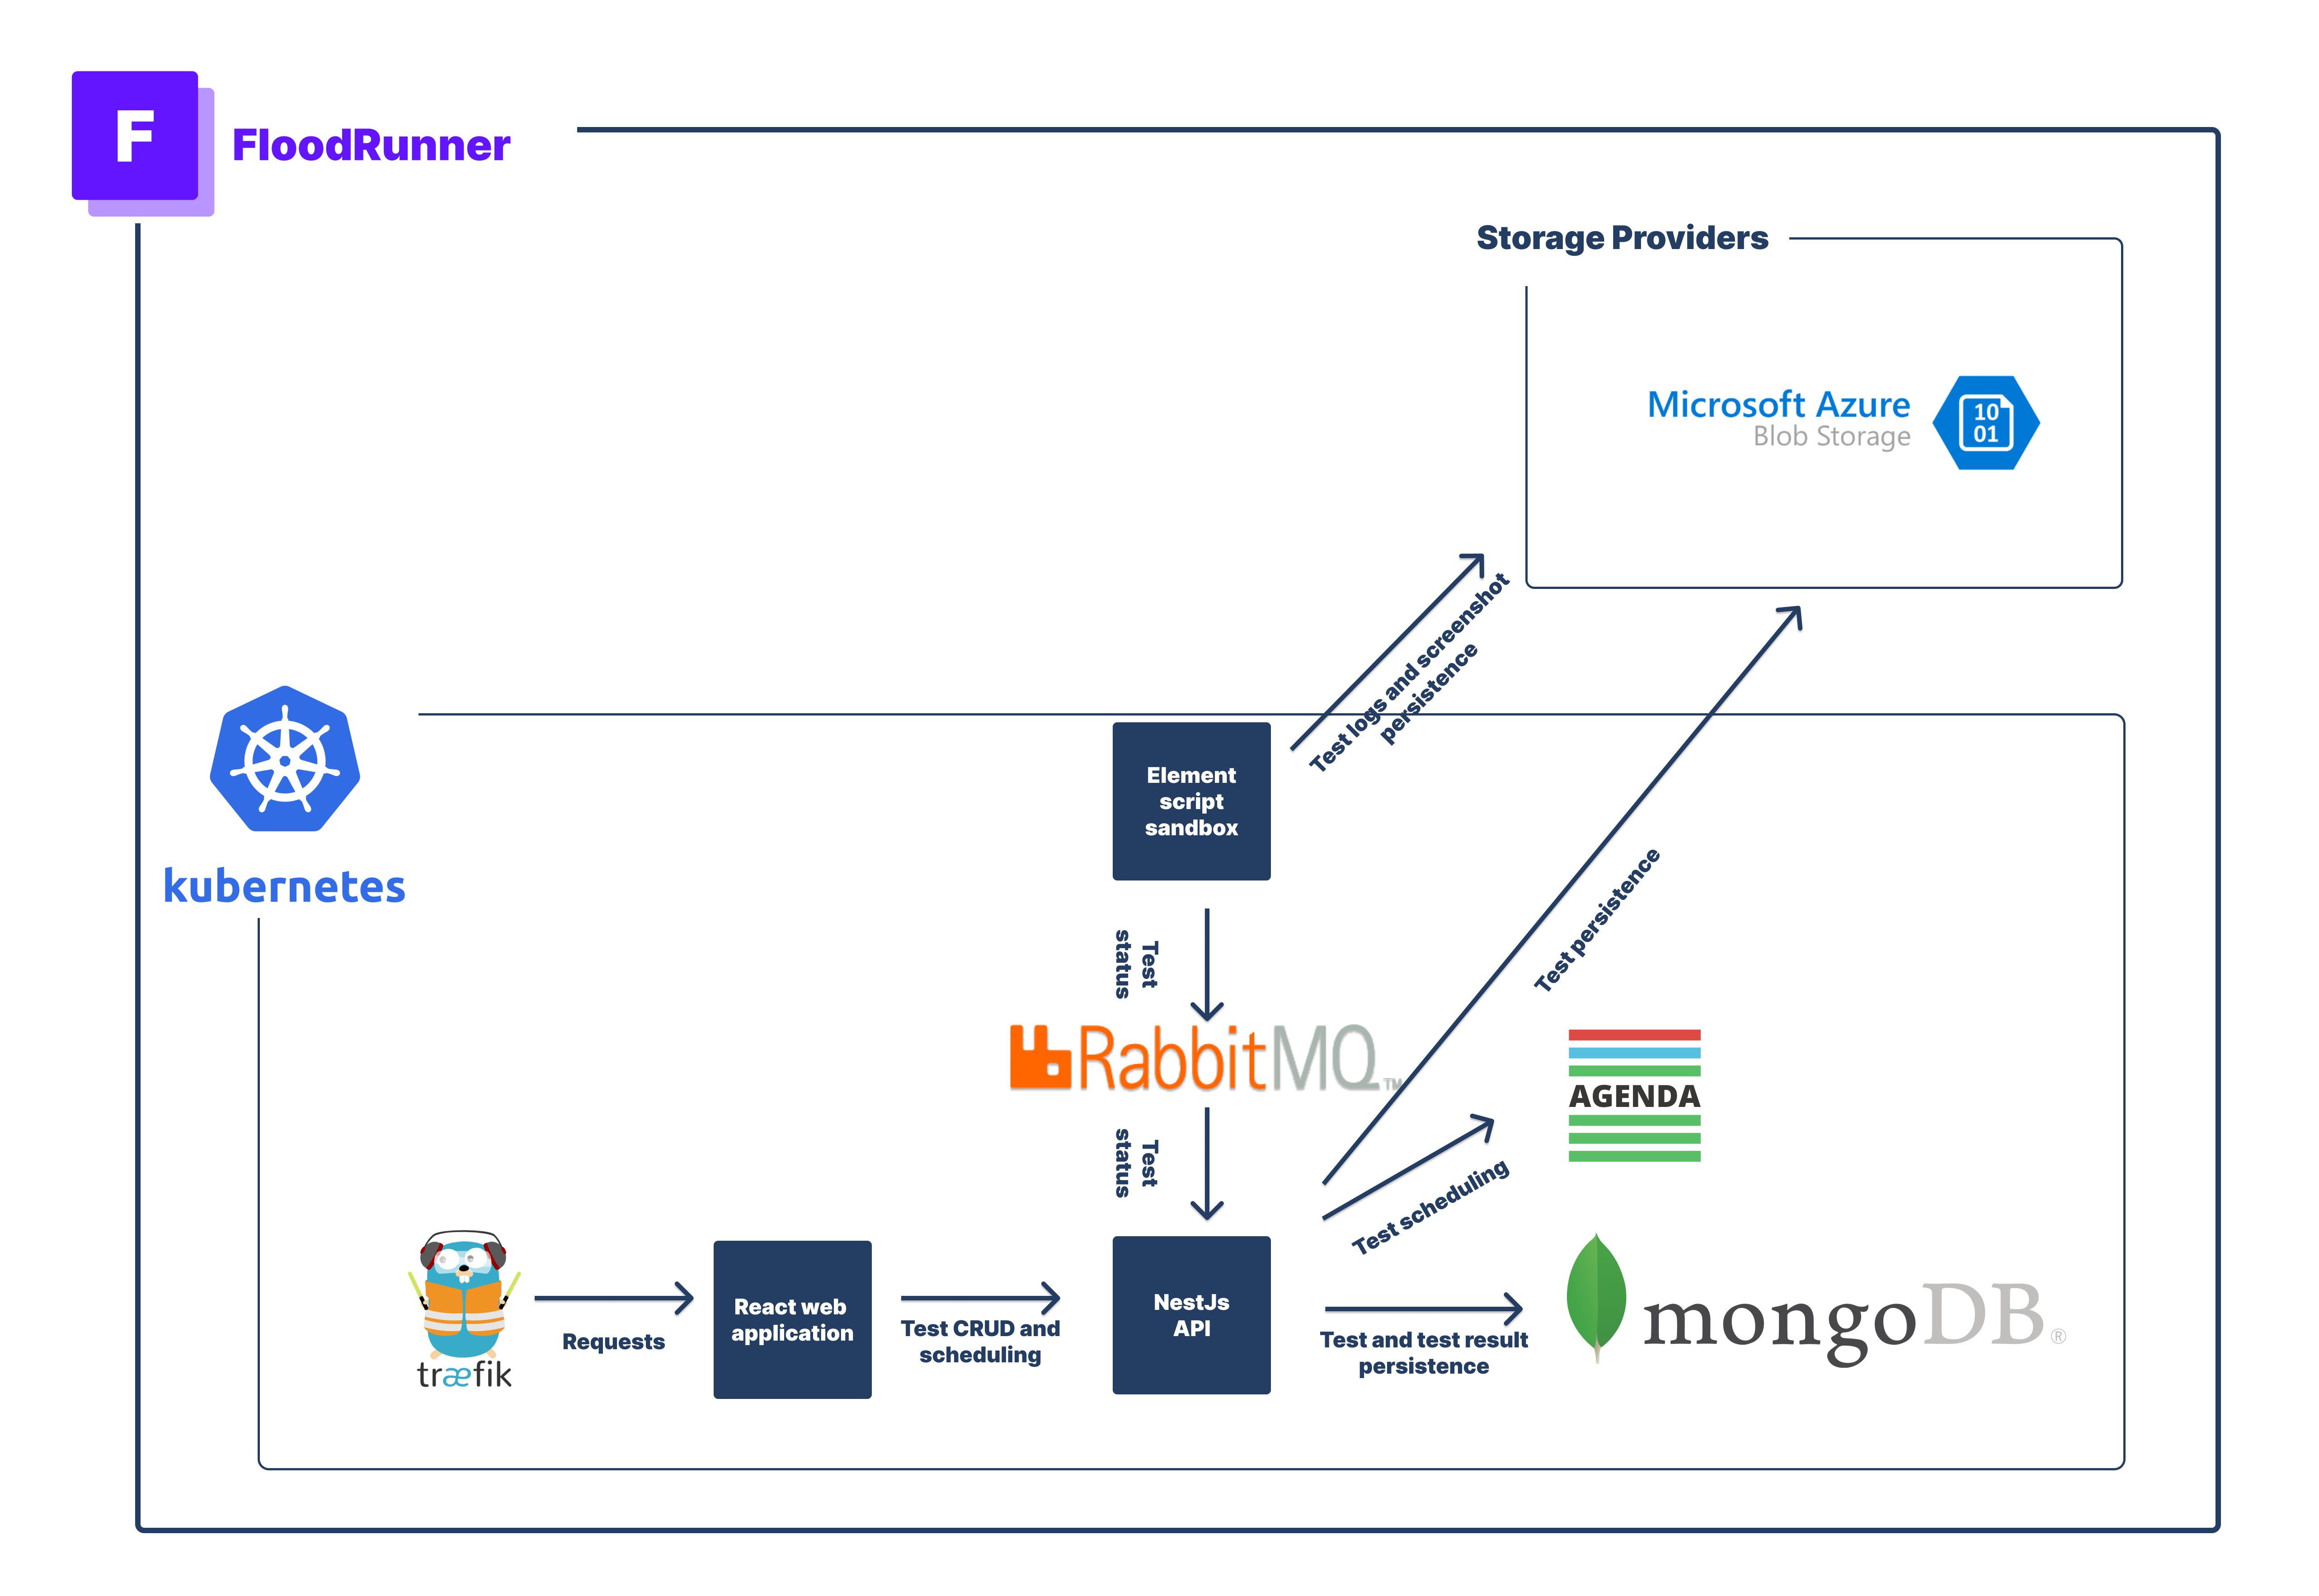 F
FloodRunner
Storage Providers
Microsoft Azure
Blob Storage
10
01
Test logs and screenshot
persistence
kubernetes
Element
script
sandbox
Test persistence
Test
status
RabbitMQ™
AGENDA
Test
status
Test scheduling
træfik
Requests
React web
application
Test CRUD and
scheduling
NestJs
API
Test and test result
persistence
mongoDB®